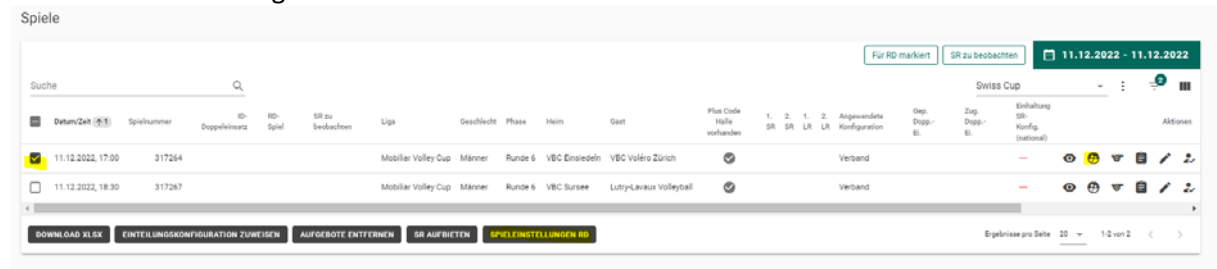 Spiele
Für RD markiert SR zu beobachten 11.12.2022 - 11.12.2022
Suche Swiss Cup 2
Datum/Zeit 1 Spielnummer ID-Doppeleinsatz RD-Spiel SR zu beobachten Liga Geschlecht Phase Heim Gast Plus Code Halle vorhanden 1. SR 2. SR 1. LR 2. LR Angewandete Konfiguration Gep. Dopp.-Ei. Zug. Dopp.-Ei. Einhaltung SR-Konfig. (national) Aktionen
11.12.2022, 17:00 317264 Mobiliar Volley Cup Männer Runde 6 VBC Einsiedeln VBC Voléro Zürich Verband —
11.12.2022, 18:30 317267 Mobiliar Volley Cup Männer Runde 6 VBC Sursee Lutry-Lavaux Volleyball Verband —
DOWNLOAD XLSX EINTEILUNGSKONFIGURATION ZUWEISEN AUFGEBOTE ENTFERNEN SR AUFBIETEN SPIELEINSTELLUNGEN RD Ergebnisse pro Seite 20 1-2 von 2